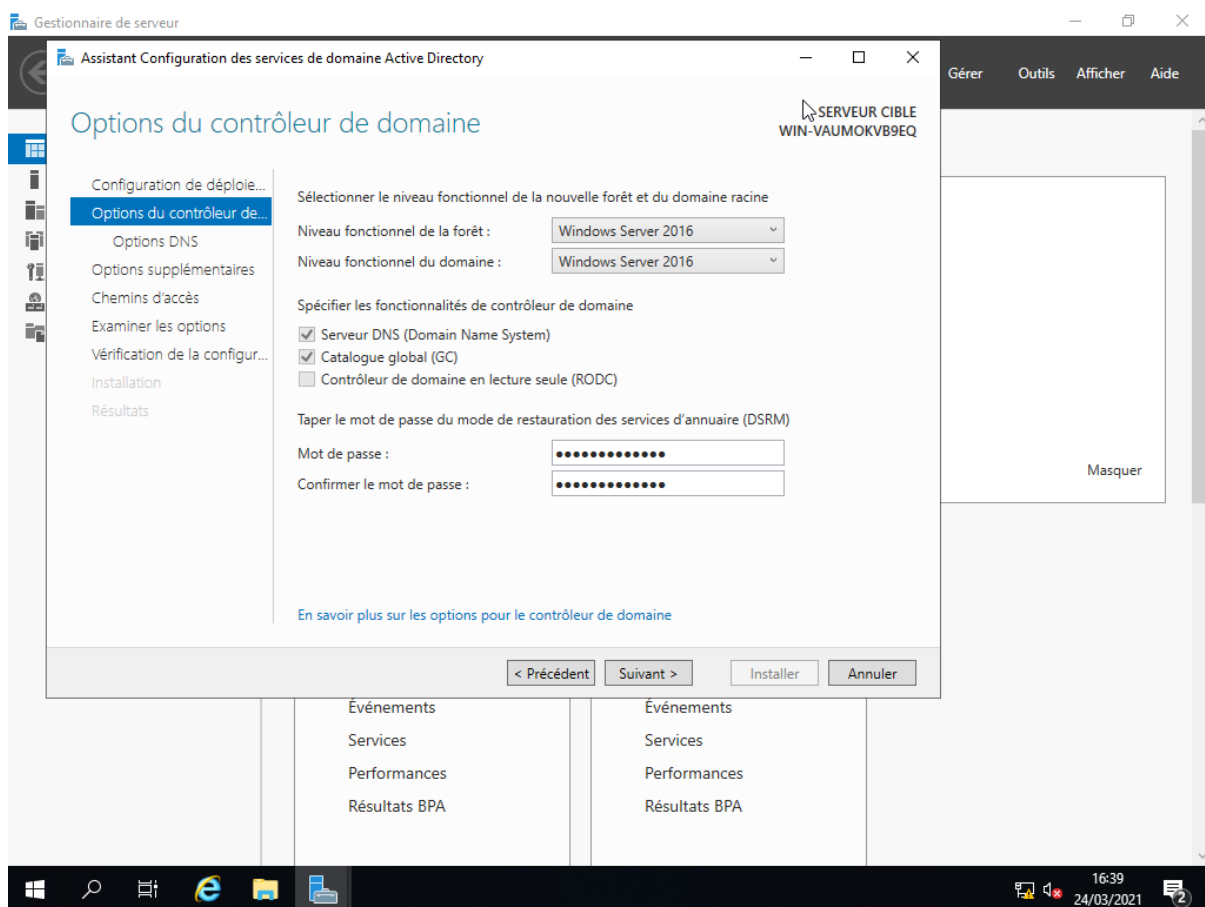 Gestionnaire de serveur
Assistant Configuration des services de domaine Active Directory
Gérer Outils Afficher Aide
Options du contrôleur de domaine
SERVEUR CIBLE
WIN-VAUMOKVB9EQ
Configuration de déploie...
Options du contrôleur de...
Options DNS
Options supplémentaires
Chemins d'accès
Examiner les options
Vérification de la configur...
Installation
Résultats
Sélectionner le niveau fonctionnel de la nouvelle forêt et du domaine racine
Niveau fonctionnel de la forêt : Windows Server 2016
Niveau fonctionnel du domaine : Windows Server 2016
Spécifier les fonctionnalités de contrôleur de domaine
Serveur DNS (Domain Name System)
Catalogue global (GC)
Contrôleur de domaine en lecture seule (RODC)
Taper le mot de passe du mode de restauration des services d'annuaire (DSRM)
Mot de passe : •••••••••••••
Confirmer le mot de passe : •••••••••••••
En savoir plus sur les options pour le contrôleur de domaine
< Précédent Suivant > Installer Annuler
Masquer
Événements Événements
Services Services
Performances Performances
Résultats BPA Résultats BPA
16:39
24/03/2021
2